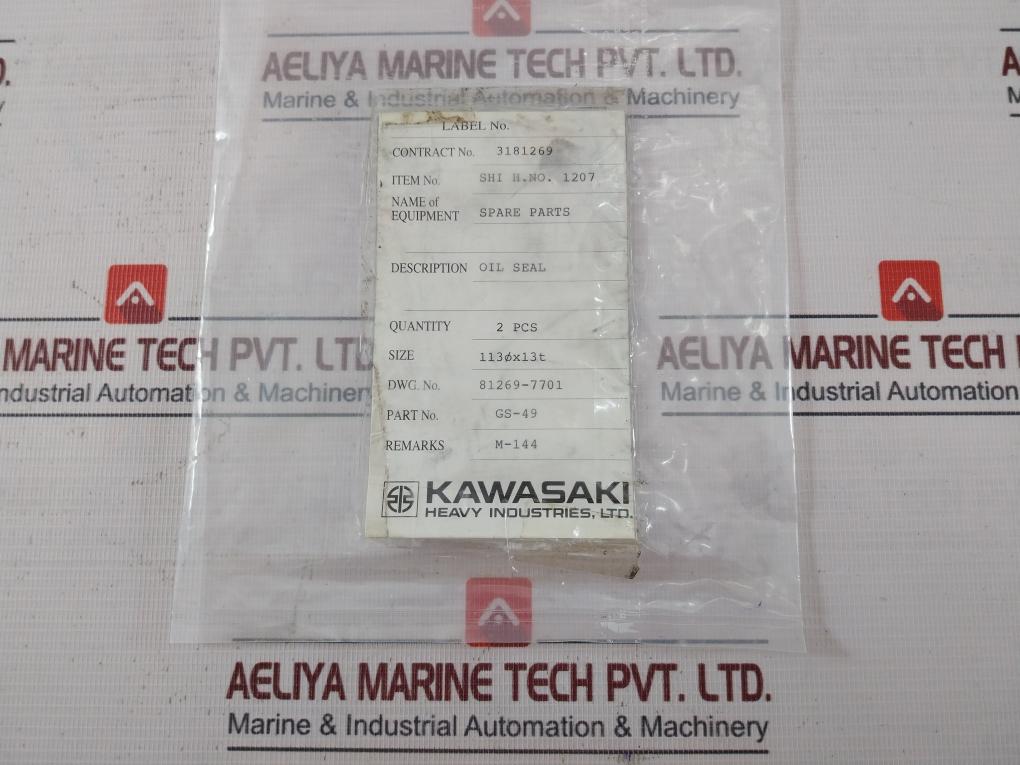 AELIYA MARINE TECH PVT. LTD.
Marine & Industrial Automation & Machinery
LABEL No.
CONTRACT No. 3181269
ITEM No. SHI H.NO. 1207
NAME of
EQUIPMENT SPARE PARTS
DESCRIPTION OIL SEAL
QUANTITY 2 PCS
SIZE 113øx13t
DWG. No. 81269-7701
PART No. GS-49
REMARKS M-144
KAWASAKI
HEAVY INDUSTRIES, LTD.
MARINE TECH PVT. LTD
ndustrial Automation & Machinery
AELIYA MARINE TECH
Marine & Industrial Automation &
AELIYA MARINE TECH PVT. LTD.
Marine & Industrial Automation & Machinery